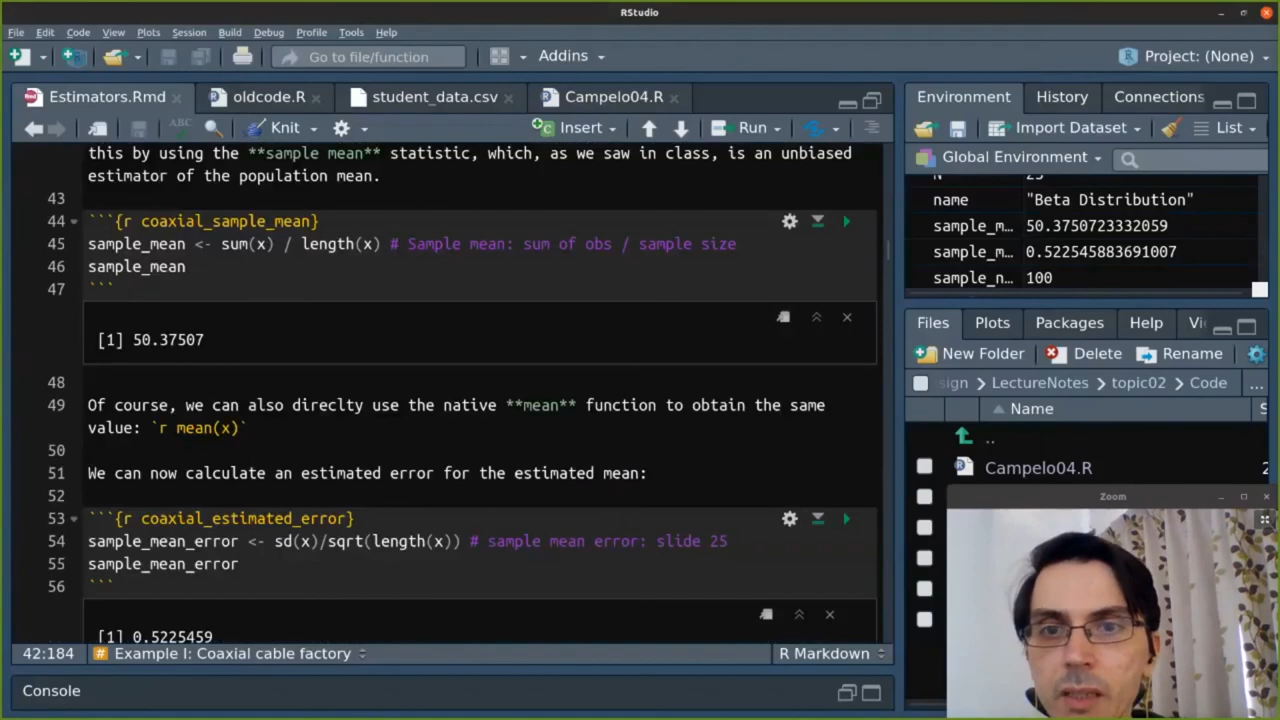 RStudio
File Edit Code View Plots Session Build Debug Profile Tools Help
Go to file/function Addins Project: (None)
Estimators.Rmd oldcode.R student_data.csv Campelo04.R
ABC Knit Insert Run
this by using the **sample mean** statistic, which, as we saw in class, is an unbiased
estimator of the population mean.
43
44 ```{r coaxial_sample_mean}
45 sample_mean <- sum(x) / length(x) # Sample mean: sum of obs / sample size
46 sample_mean
47 ```
[1] 50.37507
48
49 Of course, we can also direclty use the native **mean** function to obtain the same
value: `r mean(x)`
50
51 We can now calculate an estimated error for the estimated mean:
52
53 ```{r coaxial_estimated_error}
54 sample_mean_error <- sd(x)/sqrt(length(x)) # sample mean error: slide 25
55 sample_mean_error
56 ```
[1] 0.5225459
42:184 # Example I: Coaxial cable factory R Markdown
Console
Environment History Connections
Import Dataset List
Global Environment
name "Beta Distribution"
sample_m… 50.3750723332059
sample_m… 0.522545883691007
sample_n… 100
Files Plots Packages Help Vi
New Folder Delete Rename
sign LectureNotes topic02 Code ...
Name S
..
Campelo04.R 2
Zoom